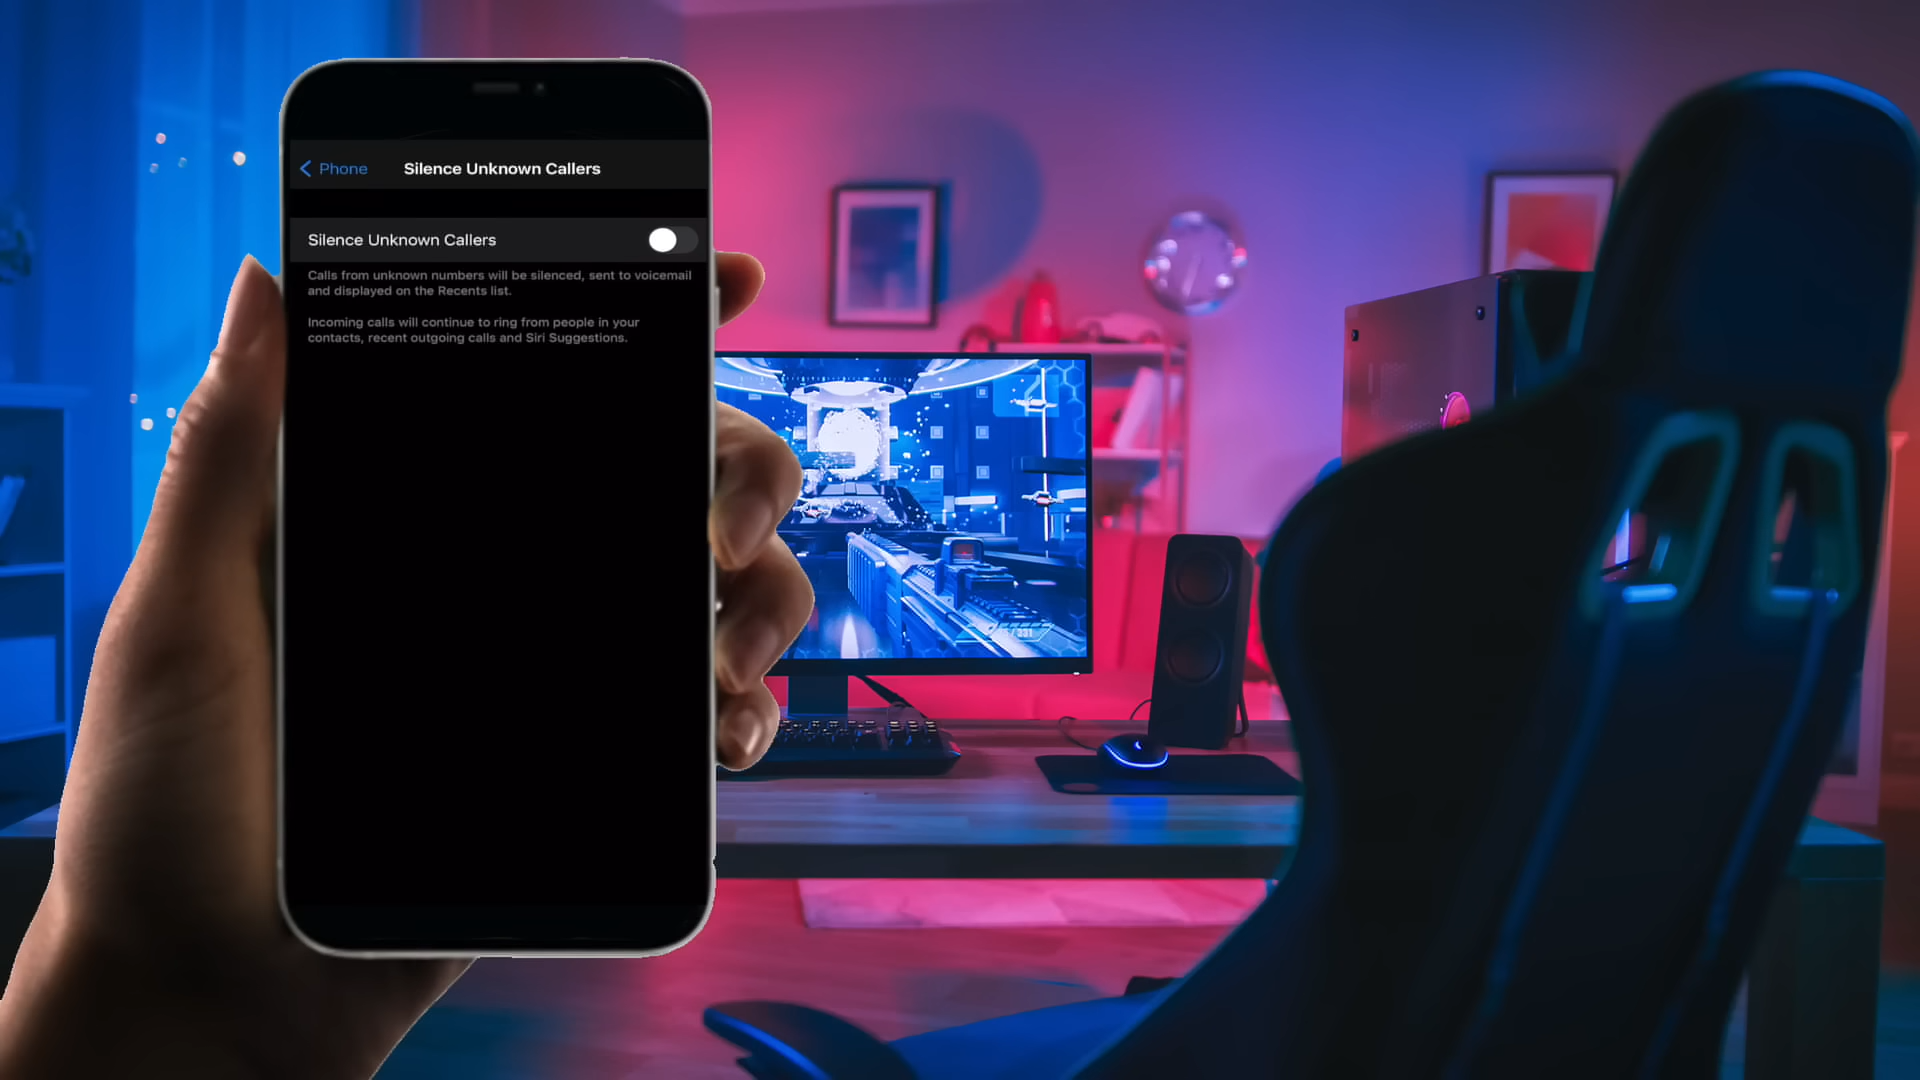 Phone
Silence Unknown Callers
Silence Unknown Callers
Calls from unknown numbers will be silenced, sent to voicemail
and displayed on the Recents list.
Incoming calls will continue to ring from people in your
contacts, recent outgoing calls and Siri Suggestions.
/ 331